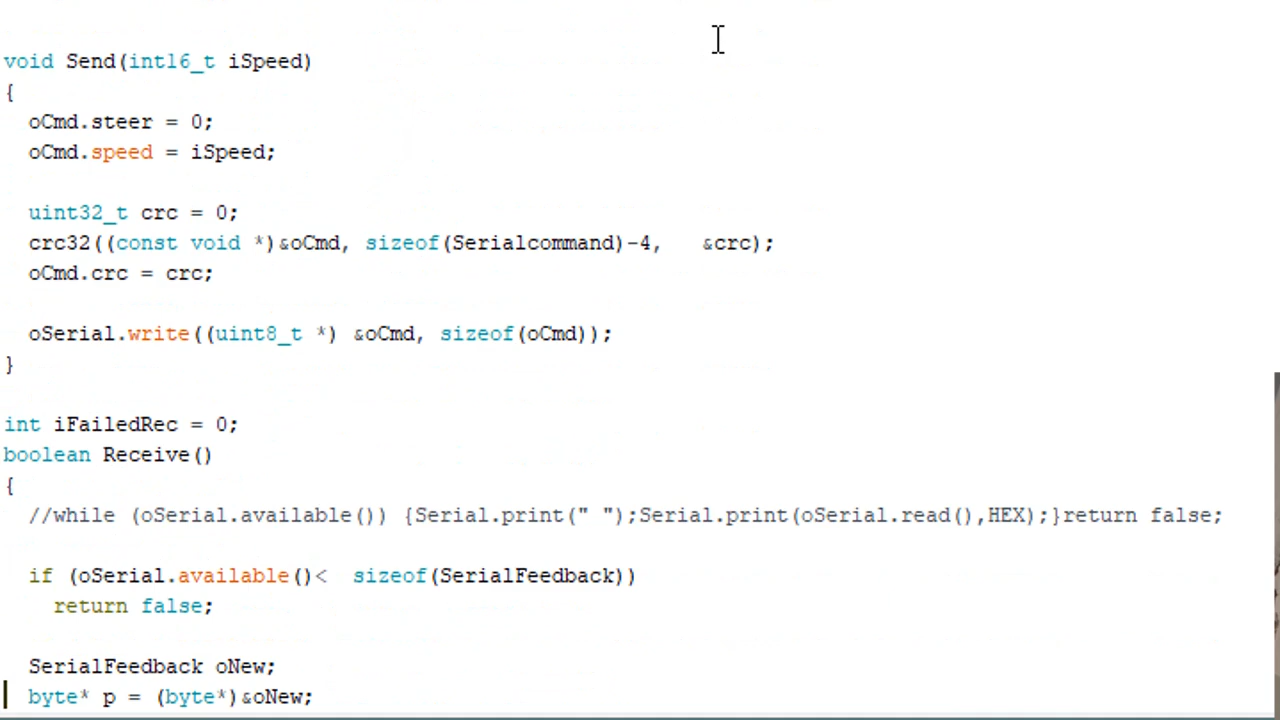 void Send(int16_t iSpeed)
{
  oCmd.steer = 0;
  oCmd.speed = iSpeed;

  uint32_t crc = 0;
  crc32((const void *)&oCmd, sizeof(Serialcommand)-4,   &crc);
  oCmd.crc = crc;

  oSerial.write((uint8_t *) &oCmd, sizeof(oCmd));
}

int iFailedRec = 0;
boolean Receive()
{
  //while (oSerial.available()) {Serial.print(" ");Serial.print(oSerial.read(),HEX);}return false;

  if (oSerial.available()<  sizeof(SerialFeedback))
    return false;

  SerialFeedback oNew;
  byte* p = (byte*)&oNew;